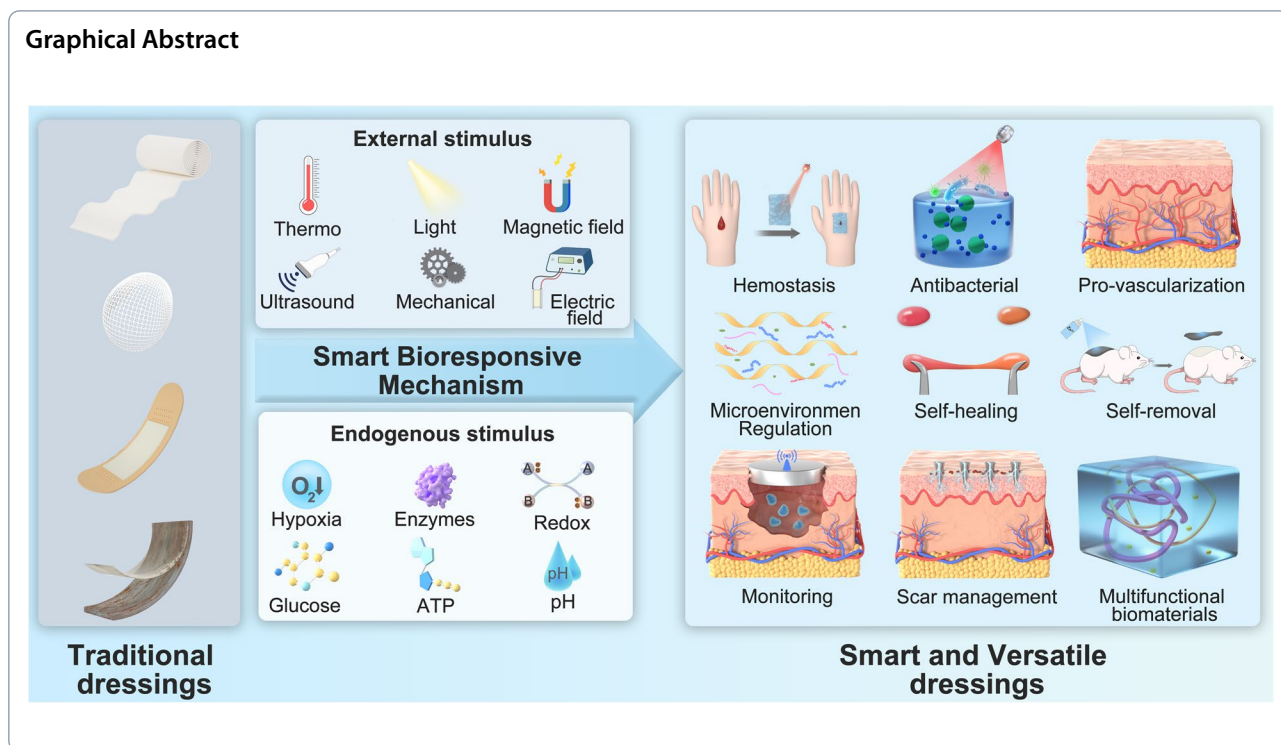 Graphical Abstract
External stimulus
Thermo
Light
Magnetic field
Ultrasound
Mechanical
Electric
field
Smart Bioresponsive
Mechanism
Endogenous stimulus
O₂↓
A
A
B
B
Hypoxia
Enzymes
Redox
pH
Glucose
ATP
pH
Traditional
dressings
Hemostasis
Antibacterial
Pro-vascularization
Microenvironmen
Regulation
Self-healing
Self-removal
Monitoring
Scar management
Multifunctional
biomaterials
Smart and Versatile
dressings